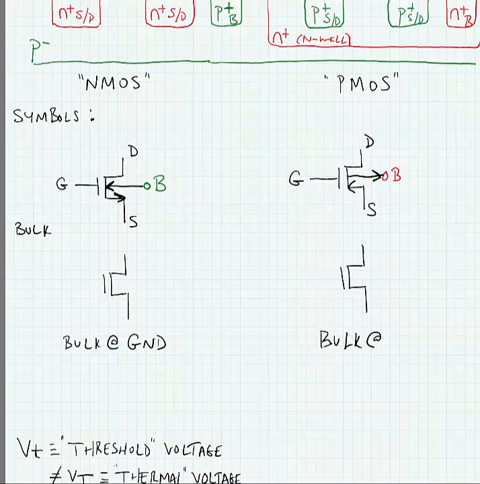 n+ S/D n+ S/D p+ B p+ S/D p+ S/D n+ B
n+ (N-WELL)
p-
"NMOS" "PMOS"
SYMBOLS:
D D
G B G B
S S
BULK
BULK @ GND BULK @
Vt ≡ "THRESHOLD" VOLTAGE
≠ VT ≡ "THERMAL" VOLTAGE